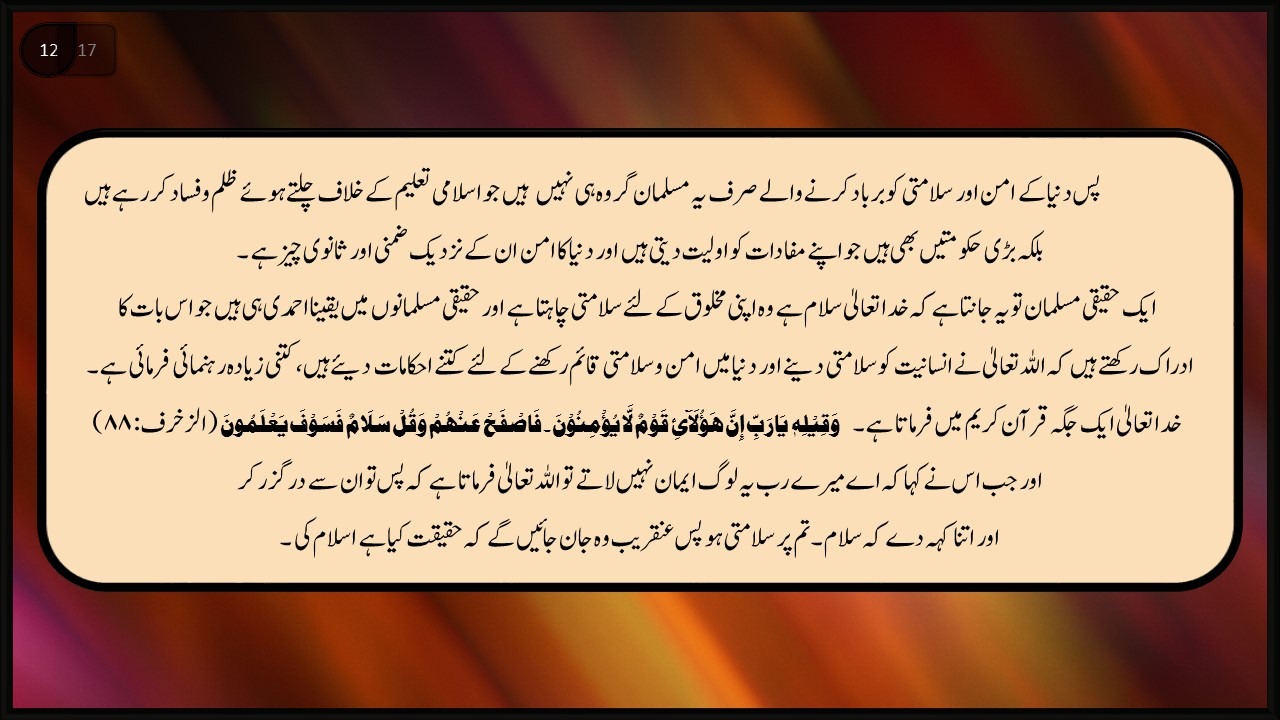 12 17
پس دنیا کے امن اور سلامتی کو برباد کرنے والے صرف یہ مسلمان گروہ ہی نہیں ہیں جو اسلامی تعلیم کے خلاف چلتے ہوئے ظلم و فساد کر رہے ہیں
بلکہ بڑی حکومتیں بھی ہیں جو اپنے مفادات کو اولیت دیتی ہیں اور دنیا کا امن ان کے نزدیک ضمنی اور ثانوی چیز ہے۔
ایک حقیقی مسلمان تو یہ جانتا ہے کہ خدا تعالیٰ سلام ہے وہ اپنی مخلوق کے لئے سلامتی چاہتا ہے اور حقیقی مسلمانوں میں یقینا احمدی ہی ہیں جو اس بات کا
ادراک رکھتے ہیں کہ اللہ تعالیٰ نے انسانیت کو سلامتی دینے اور دنیا میں امن و سلامتی قائم رکھنے کے لئے کتنے احکامات دیئے ہیں، کتنی زیادہ رہنمائی فرمائی ہے۔
خدا تعالیٰ ایک جگہ قرآن کریم میں فرماتا ہے۔ وَقِيْلِهٖ يَارَبِّ إِنَّ هَؤُلَآئِ قَوْمٌ لَّا يُؤْمِنُوْنَ۔ فَاصْفَحْ عَنْهُمْ وَقُلْ سَلَامٌ فَسَوْفَ يَعْلَمُونَ (الزخرف:۸۸)
اور جب اس نے کہا کہ اے میرے رب یہ لوگ ایمان نہیں لاتے تو اللہ تعالیٰ فرماتا ہے کہ پس تو ان سے درگزر کر
اور اتنا کہہ دے کہ سلام۔ تم پر سلامتی ہو پس عنقریب وہ جان جائیں گے کہ حقیقت کیا ہے اسلام کی۔